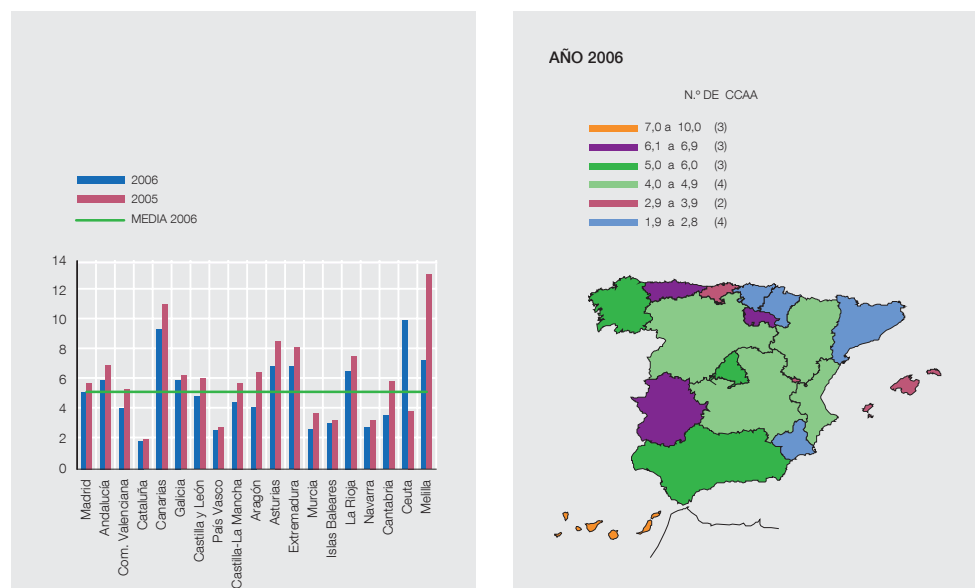 2006
2005
MEDIA 2006
14
12
10
8
6
4
2
0
Madrid
Andalucía
Com. Valenciana
Cataluña
Canarias
Galicia
Castilla y León
País Vasco
Castilla-La Mancha
Aragón
Asturias
Extremadura
Murcia
Islas Baleares
La Rioja
Navarra
Cantabria
Ceuta
Melilla
AÑO 2006
N.º DE CCAA
7,0 a 10,0 (3)
6,1 a 6,9 (3)
5,0 a 6,0 (3)
4,0 a 4,9 (4)
2,9 a 3,9 (2)
1,9 a 2,8 (4)